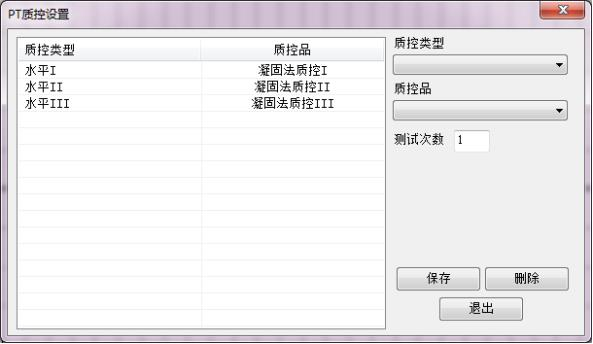 PT质控设置
质控类型 质控品
水平I 凝固法质控I
水平II 凝固法质控II
水平III 凝固法质控III
质控类型
质控品
测试次数 1
保存 删除
退出